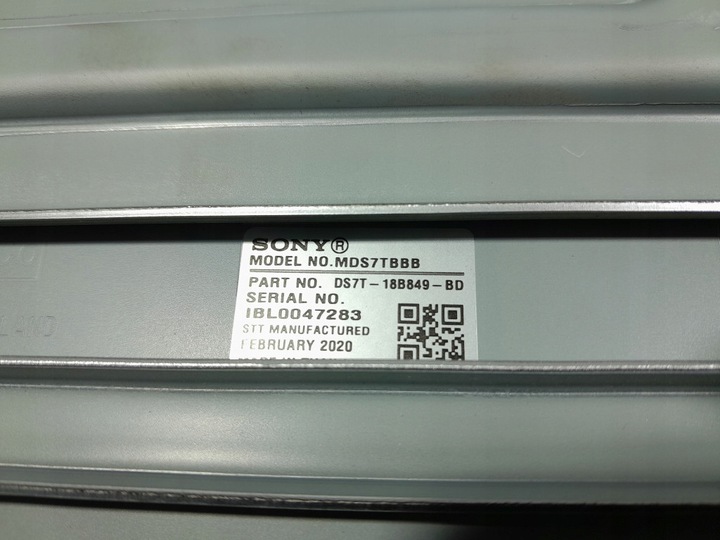 SONY®
MODEL NO.MDS7TBBB
PART NO. DS7T-18B849-BD
SERIAL NO.
IBL0047283
STT MANUFACTURED
FEBRUARY 2020